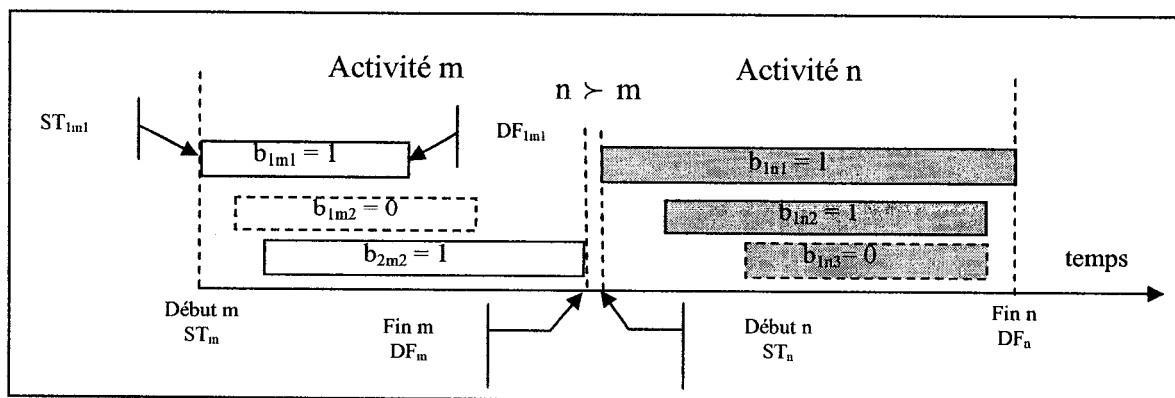 Activité m
Activité n
n ≻ m
ST₁ₘ₁
DF₁ₘ₁
b₁ₘ₁ = 1
b₁ₙ₁ = 1
b₁ₘ₂ = 0
b₁ₙ₂ = 1
b₂ₘ₂ = 1
b₁ₙ₃= 0
temps
Début m
STₘ
Fin m
DFₘ
Début n
STₙ
Fin n
DFₙ